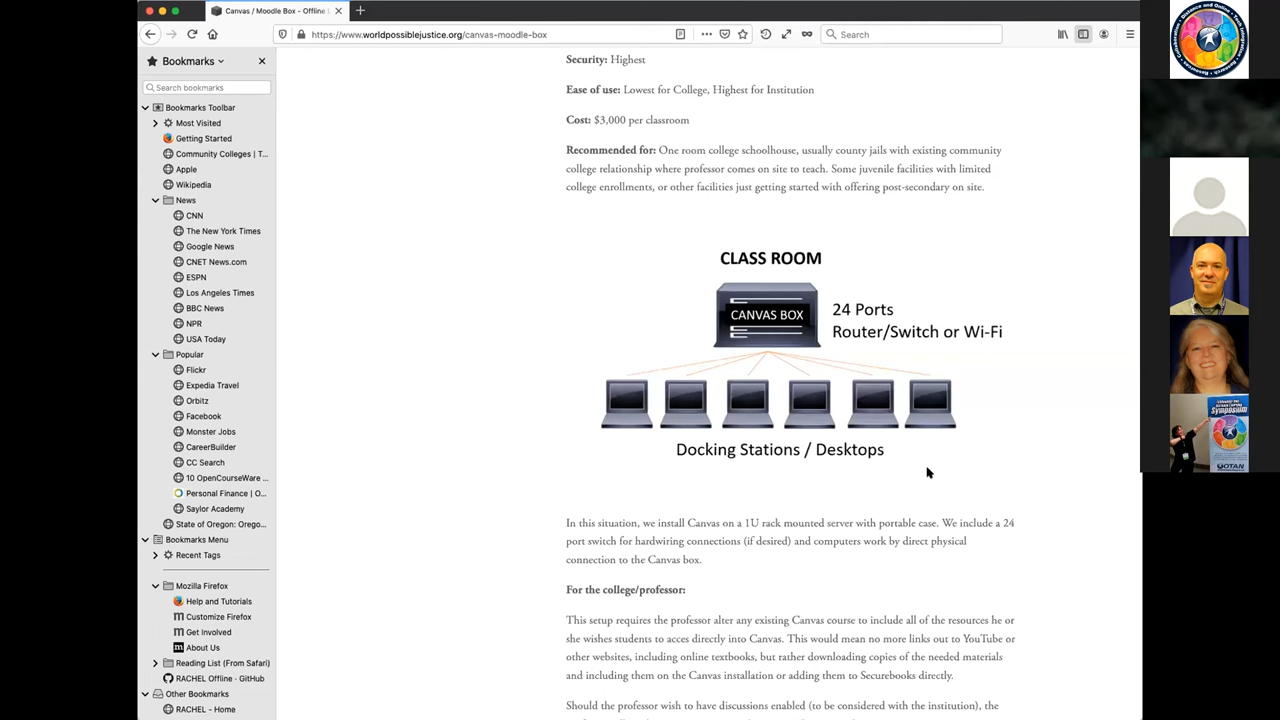 Canvas / Moodle Box - Offline
https://www.worldpossiblejustice.org/canvas-moodle-box
Search
Bookmarks
Search bookmarks
Bookmarks Toolbar
Most Visited
Getting Started
Community Colleges | T...
Apple
Wikipedia
News
CNN
The New York Times
Google News
CNET News.com
ESPN
Los Angeles Times
BBC News
NPR
USA Today
Popular
Flickr
Expedia Travel
Orbitz
Facebook
Monster Jobs
CareerBuilder
CC Search
10 OpenCourseWare ...
Personal Finance | O...
Saylor Academy
State of Oregon: Orego...
Bookmarks Menu
Recent Tags
Mozilla Firefox
Help and Tutorials
Customize Firefox
Get Involved
About Us
Reading List (From Safari)
RACHEL Offline · GitHub
Other Bookmarks
RACHEL - Home
Security: Highest
Ease of use: Lowest for College, Highest for Institution
Cost: $3,000 per classroom
Recommended for: One room college schoolhouse, usually county jails with existing community
college relationship where professor comes on site to teach. Some juvenile facilities with limited
college enrollments, or other facilities just getting started with offering post-secondary on site.
CLASS ROOM
CANVAS BOX
24 Ports
Router/Switch or Wi-Fi
Docking Stations / Desktops
In this situation, we install Canvas on a 1U rack mounted server with portable case. We include a 24
port switch for hardwiring connections (if desired) and computers work by direct physical
connection to the Canvas box.
For the college/professor:
This setup requires the professor alter any existing Canvas course to include all of the resources he or
she wishes students to acces directly into Canvas. This would mean no more links out to YouTube or
other websites, including online textbooks, but rather downloading copies of the needed materials
and including them on the Canvas installation or adding them to Securebooks directly.
Should the professor wish to have discussions enabled (to be considered with the institution), the
Symposium
OTAN